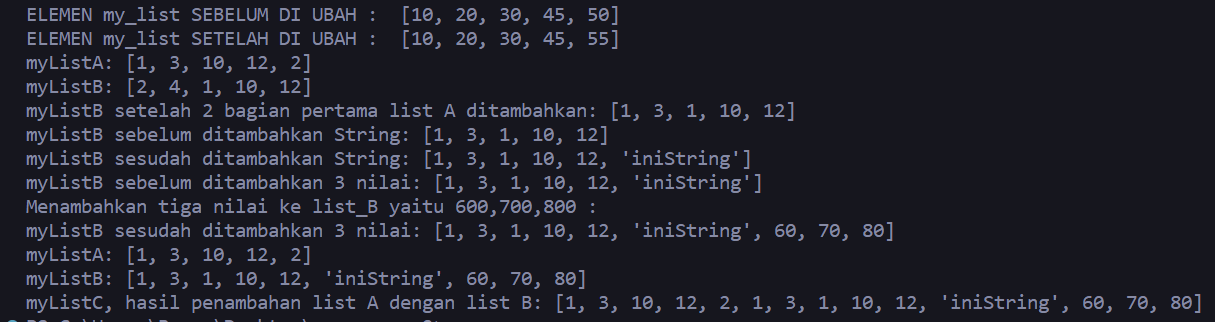 ELEMEN my_list SEBELUM DI UBAH :  [10, 20, 30, 45, 50]
ELEMEN my_list SETELAH DI UBAH :  [10, 20, 30, 45, 55]
myListA: [1, 3, 10, 12, 2]
myListB: [2, 4, 1, 10, 12]
myListB setelah 2 bagian pertama list A ditambahkan: [1, 3, 1, 10, 12]
myListB sebelum ditambahkan String: [1, 3, 1, 10, 12]
myListB sesudah ditambahkan String: [1, 3, 1, 10, 12, 'iniString']
myListB sebelum ditambahkan 3 nilai: [1, 3, 1, 10, 12, 'iniString']
Menambahkan tiga nilai ke list_B yaitu 600,700,800 :
myListB sesudah ditambahkan 3 nilai: [1, 3, 1, 10, 12, 'iniString', 60, 70, 80]
myListA: [1, 3, 10, 12, 2]
myListB: [1, 3, 1, 10, 12, 'iniString', 60, 70, 80]
myListC, hasil penambahan list A dengan list B: [1, 3, 10, 12, 2, 1, 3, 1, 10, 12, 'iniString', 60, 70, 80]